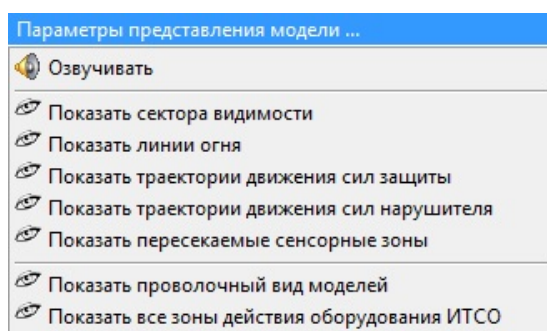 Параметры представления модели ...
Озвучивать
Показать сектора видимости
Показать линии огня
Показать траектории движения сил защиты
Показать траектории движения сил нарушителя
Показать пересекаемые сенсорные зоны
Показать проволочный вид моделей
Показать все зоны действия оборудования ИТСО